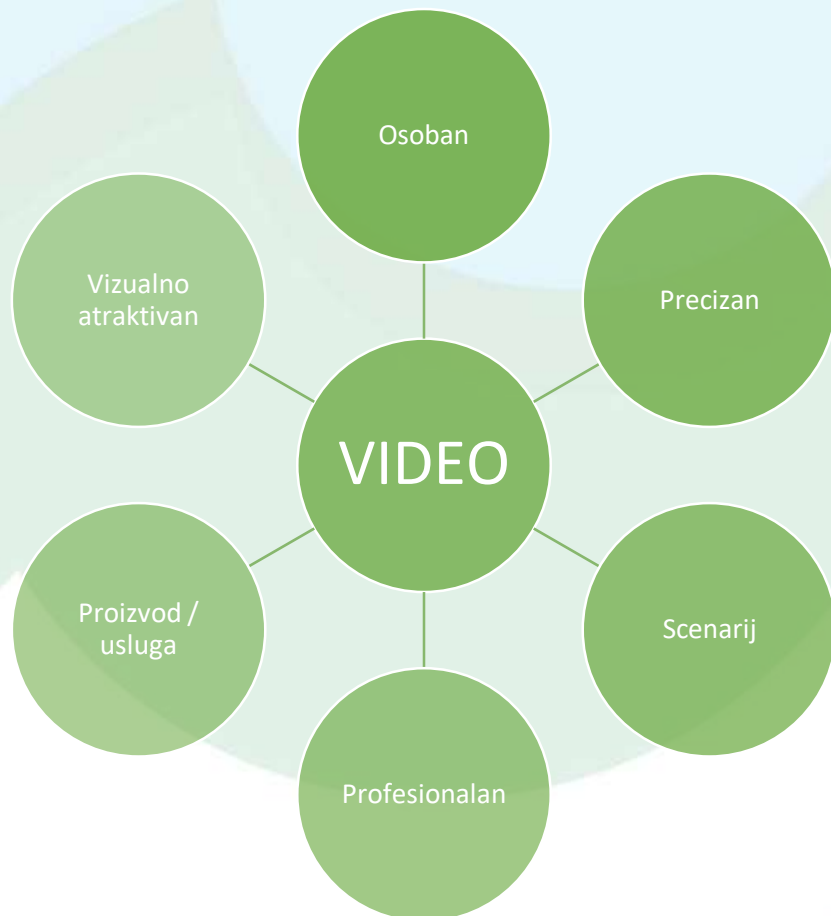 Osoban
Vizualno
atraktivan
Precizan
VIDEO
Proizvod /
usluga
Scenarij
Profesionalan